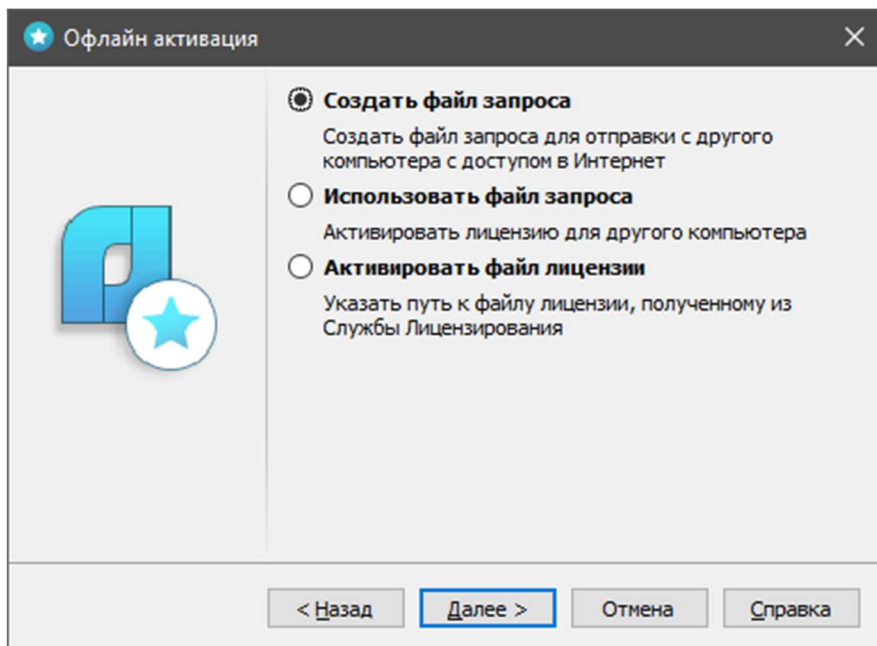 Офлайн активация
Создать файл запроса
Создать файл запроса для отправки с другого
компьютера с доступом в Интернет
Использовать файл запроса
Активировать лицензию для другого компьютера
Активировать файл лицензии
Указать путь к файлу лицензии, полученному из
Службы Лицензирования
< Назад Далее > Отмена Справка